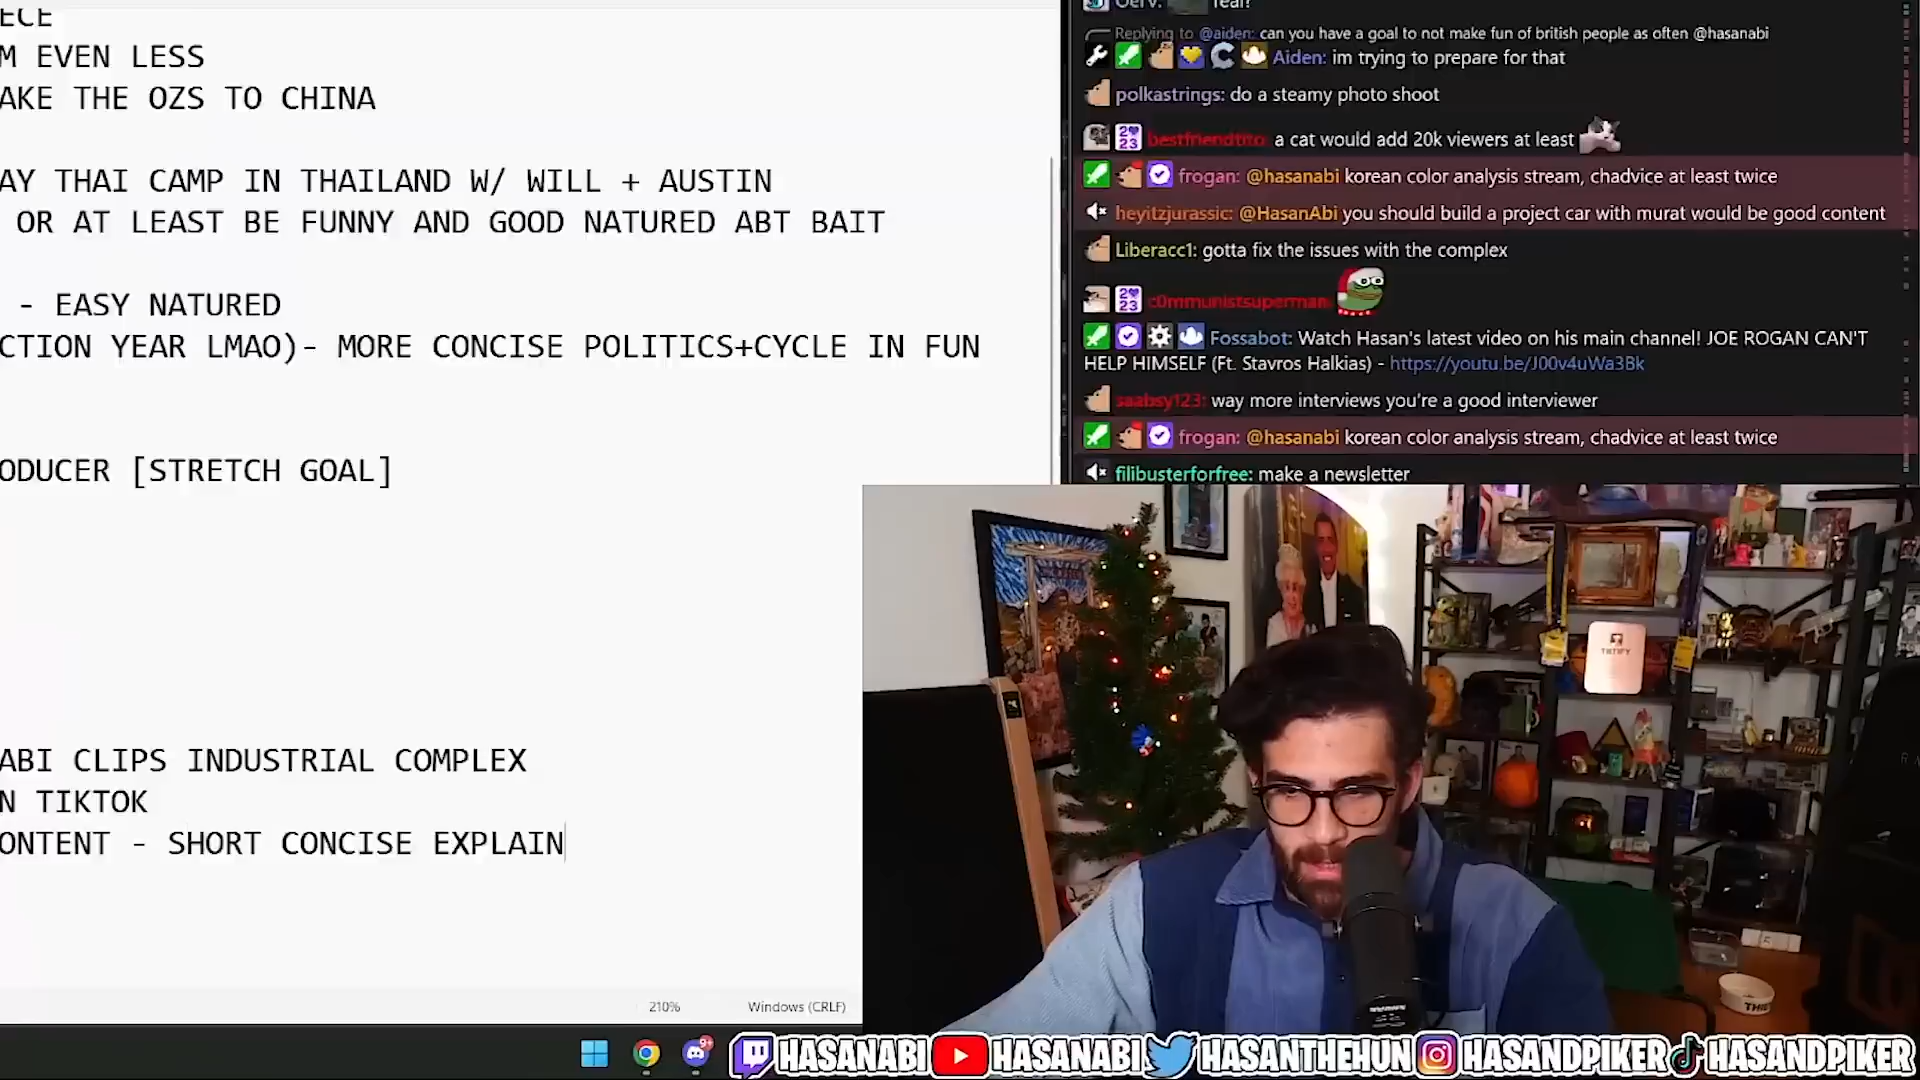 ECE
M EVEN LESS
AKE THE OZS TO CHINA
AY THAI CAMP IN THAILAND W/ WILL + AUSTIN
OR AT LEAST BE FUNNY AND GOOD NATURED ABT BAIT
- EASY NATURED
CTION YEAR LMAO)- MORE CONCISE POLITICS+CYCLE IN FUN
ODUCER [STRETCH GOAL]
ABI CLIPS INDUSTRIAL COMPLEX
N TIKTOK
ONTENT - SHORT CONCISE EXPLAIN
210% Windows (CRLF)
Replying to @aiden: can you have a goal to not make fun of british people as often @hasanabi
Aiden: im trying to prepare for that
polkastrings: do a steamy photo shoot
bestfriendtito: a cat would add 20k viewers at least
frogan: @hasanabi korean color analysis stream, chadvice at least twice
heyitzjurassic: @HasanAbi you should build a project car with murat would be good content
Liberacc1: gotta fix the issues with the complex
c0mmunistsuperman:
Fossabot: Watch Hasan's latest video on his main channel! JOE ROGAN CAN'T
HELP HIMSELF (Ft. Stavros Halkias) - https://youtu.be/J00v4uWa3Bk
saabsy123: way more interviews you're a good interviewer
frogan: @hasanabi korean color analysis stream, chadvice at least twice
filibusterforfree: make a newsletter
HASANABI HASANABI HASANTHEHUN HASANDPIKER HASANDPIKER